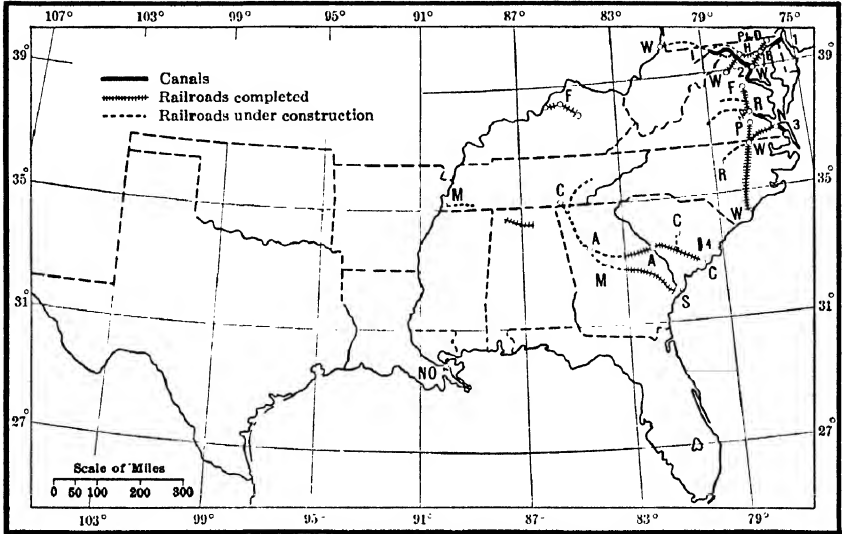 107° 103° 99° 95° 91° 87° 83° 79° 75°
39° 39°
W H B 1
W 2 W
F
R
P N 3
W
R
W
Canals
Railroads completed
Railroads under construction
F
35° 35°
M C
C
A 4
A C
M
S
31° 31°
NO
27° 27°
Scale of Miles
0 50 100 200 300
103° 99° 95° 91° 87° 83° 79°